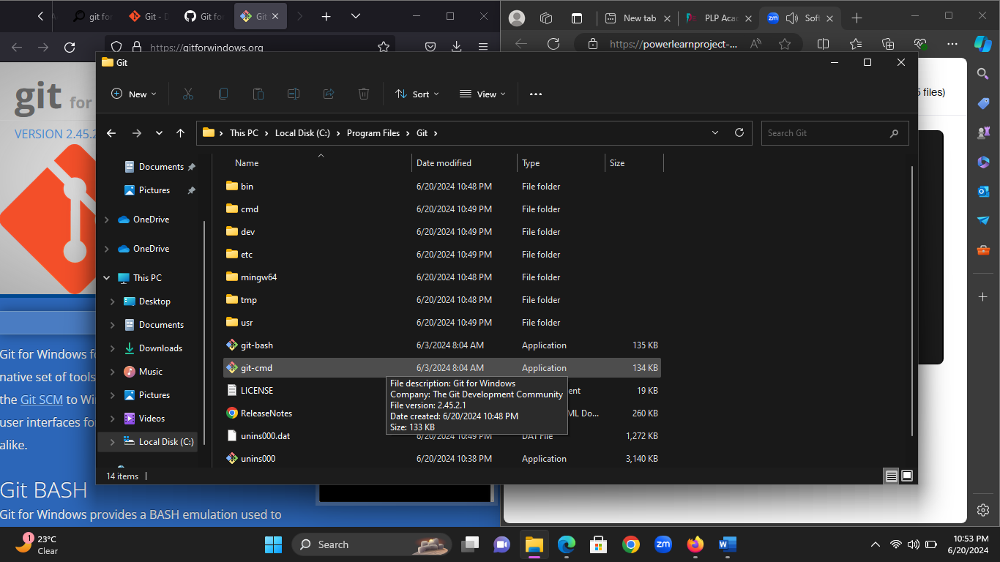 git for
Git - D
Git for
Git
New tab
PLP Aca
zm
Sof
https://gitforwindows.org
https://powerlearnproject-...
git for
VERSION 2.45.2
5 files)
Git
New
Sort
View
This PC
Local Disk (C:)
Program Files
Git
Search Git
Documents
Pictures
OneDrive
OneDrive
This PC
Desktop
Documents
Downloads
Music
Pictures
Videos
Local Disk (C:)
Name Date modified Type Size
bin 6/20/2024 10:48 PM File folder
cmd 6/20/2024 10:49 PM File folder
dev 6/20/2024 10:49 PM File folder
etc 6/20/2024 10:49 PM File folder
mingw64 6/20/2024 10:48 PM File folder
tmp 6/20/2024 10:48 PM File folder
usr 6/20/2024 10:49 PM File folder
git-bash 6/3/2024 8:04 AM Application 135 KB
git-cmd 6/3/2024 8:04 AM Application 134 KB
LICENSE ent 19 KB
ReleaseNotes ML Do... 260 KB
unins000.dat 6/20/2024 10:49 PM DAT File 1,272 KB
unins000 6/20/2024 10:38 PM Application 3,140 KB
File description: Git for Windows
Company: The Git Development Community
File version: 2.45.2.1
Date created: 6/20/2024 10:48 PM
Size: 133 KB
14 items
Git for Windows fo
native set of tools
the Git SCM to Wi
user interfaces fo
alike.
Git BASH
Git for Windows provides a BASH emulation used to
1
23°C
Clear
Search
zm
10:53 PM
6/20/2024